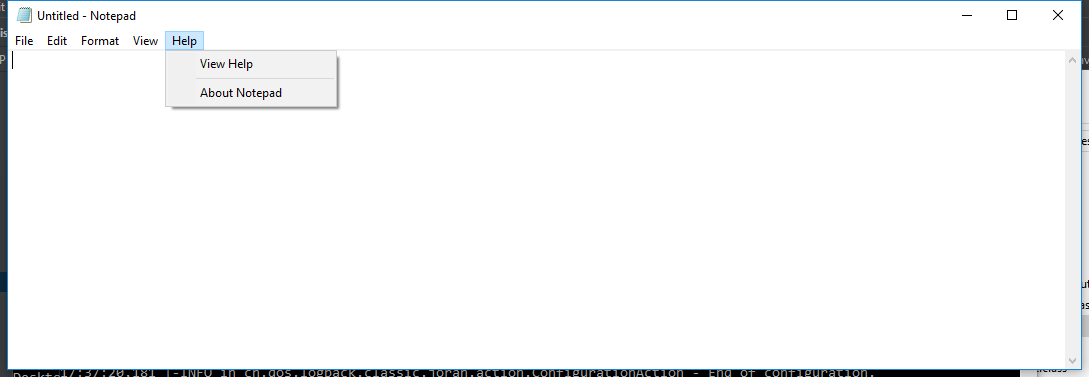 Untitled - Notepad
File Edit Format View Help
View Help
About Notepad
17:37:20.181 |-INFO in ch.qos.logback.classic.joran.action.ConfigurationAction - End of configuration.